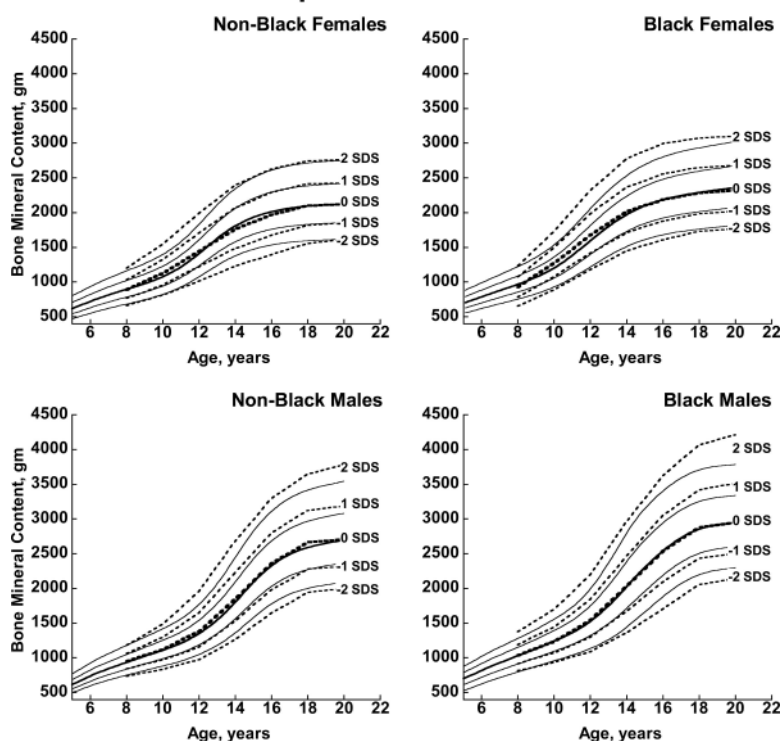 Non-Black Females
Bone Mineral Content, gm
4500
4000
3500
3000
2500
2000
1500
1000
500
2 SDS
1 SDS
0 SDS
-1 SDS
-2 SDS
6 8 10 12 14 16 18 20 22
Age, years
Black Females
4500
4000
3500
3000
2500
2000
1500
1000
500
2 SDS
1 SDS
0 SDS
-1 SDS
-2 SDS
6 8 10 12 14 16 18 20 22
Age, years
Non-Black Males
Bone Mineral Content, gm
4500
4000
3500
3000
2500
2000
1500
1000
500
2 SDS
1 SDS
0 SDS
-1 SDS
-2 SDS
6 8 10 12 14 16 18 20 22
Age, years
Black Males
4500
4000
3500
3000
2500
2000
1500
1000
500
2 SDS
1 SDS
0 SDS
-1 SDS
-2 SDS
6 8 10 12 14 16 18 20 22
Age, years